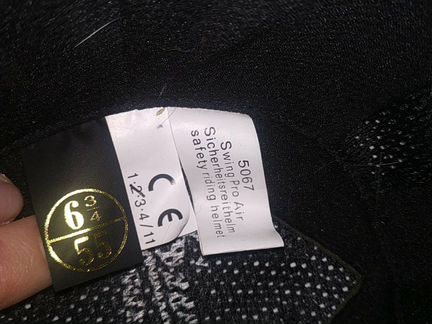 6 3/4
55
CE
1-2-3-4/11
5067
Swing Pro Air
Sicherheitsreithelm
safety riding helmet